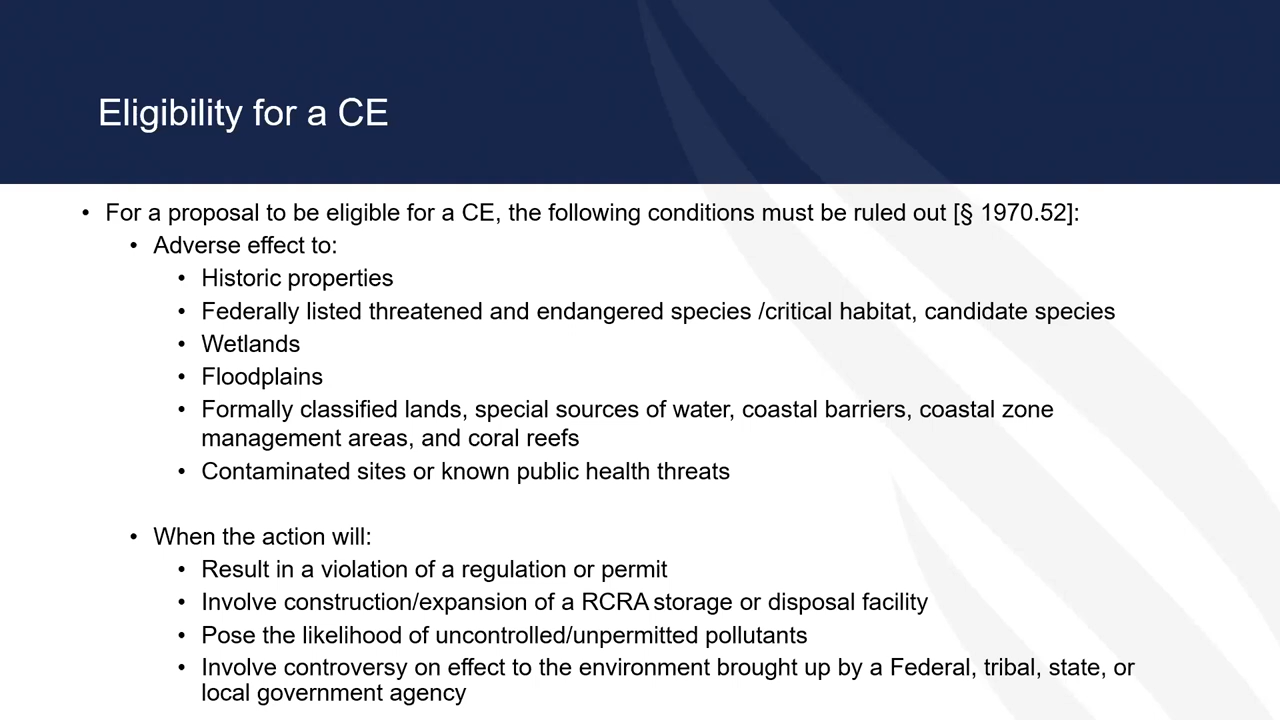 Eligibility for a CE
• For a proposal to be eligible for a CE, the following conditions must be ruled out [§ 1970.52]:
• Adverse effect to:
• Historic properties
• Federally listed threatened and endangered species /critical habitat, candidate species
• Wetlands
• Floodplains
• Formally classified lands, special sources of water, coastal barriers, coastal zone
management areas, and coral reefs
• Contaminated sites or known public health threats
• When the action will:
• Result in a violation of a regulation or permit
• Involve construction/expansion of a RCRA storage or disposal facility
• Pose the likelihood of uncontrolled/unpermitted pollutants
• Involve controversy on effect to the environment brought up by a Federal, tribal, state, or
local government agency